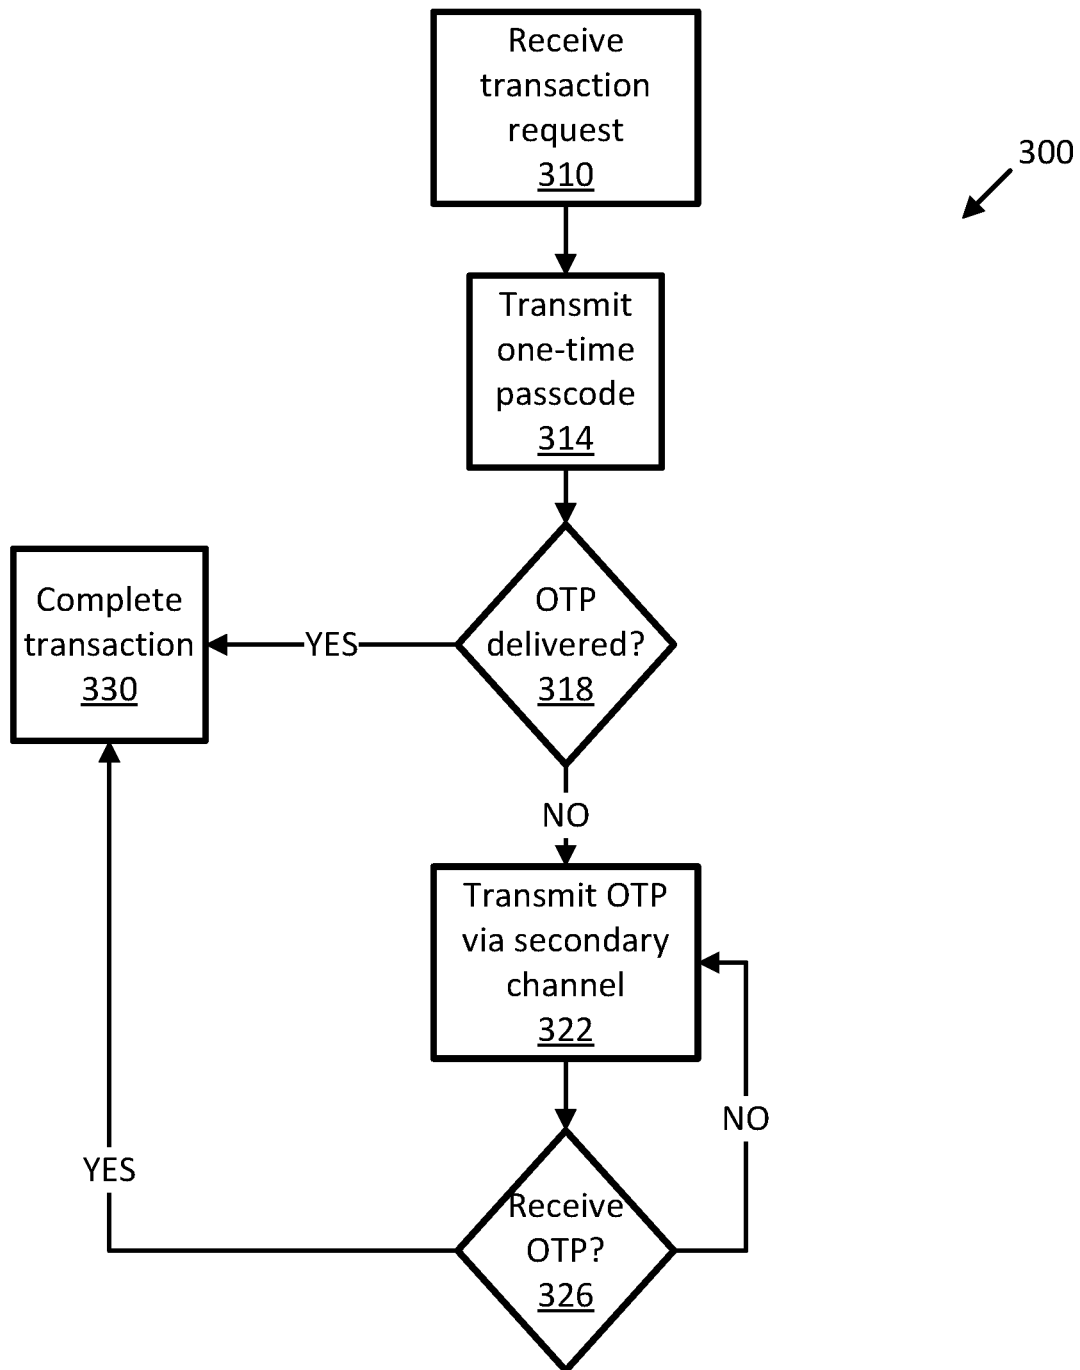 Receive
transaction
request
310
300
Transmit
one-time
passcode
314
OTP
delivered?
318
YES
Complete
transaction
330
NO
Transmit OTP
via secondary
channel
322
NO
YES
Receive
OTP?
326